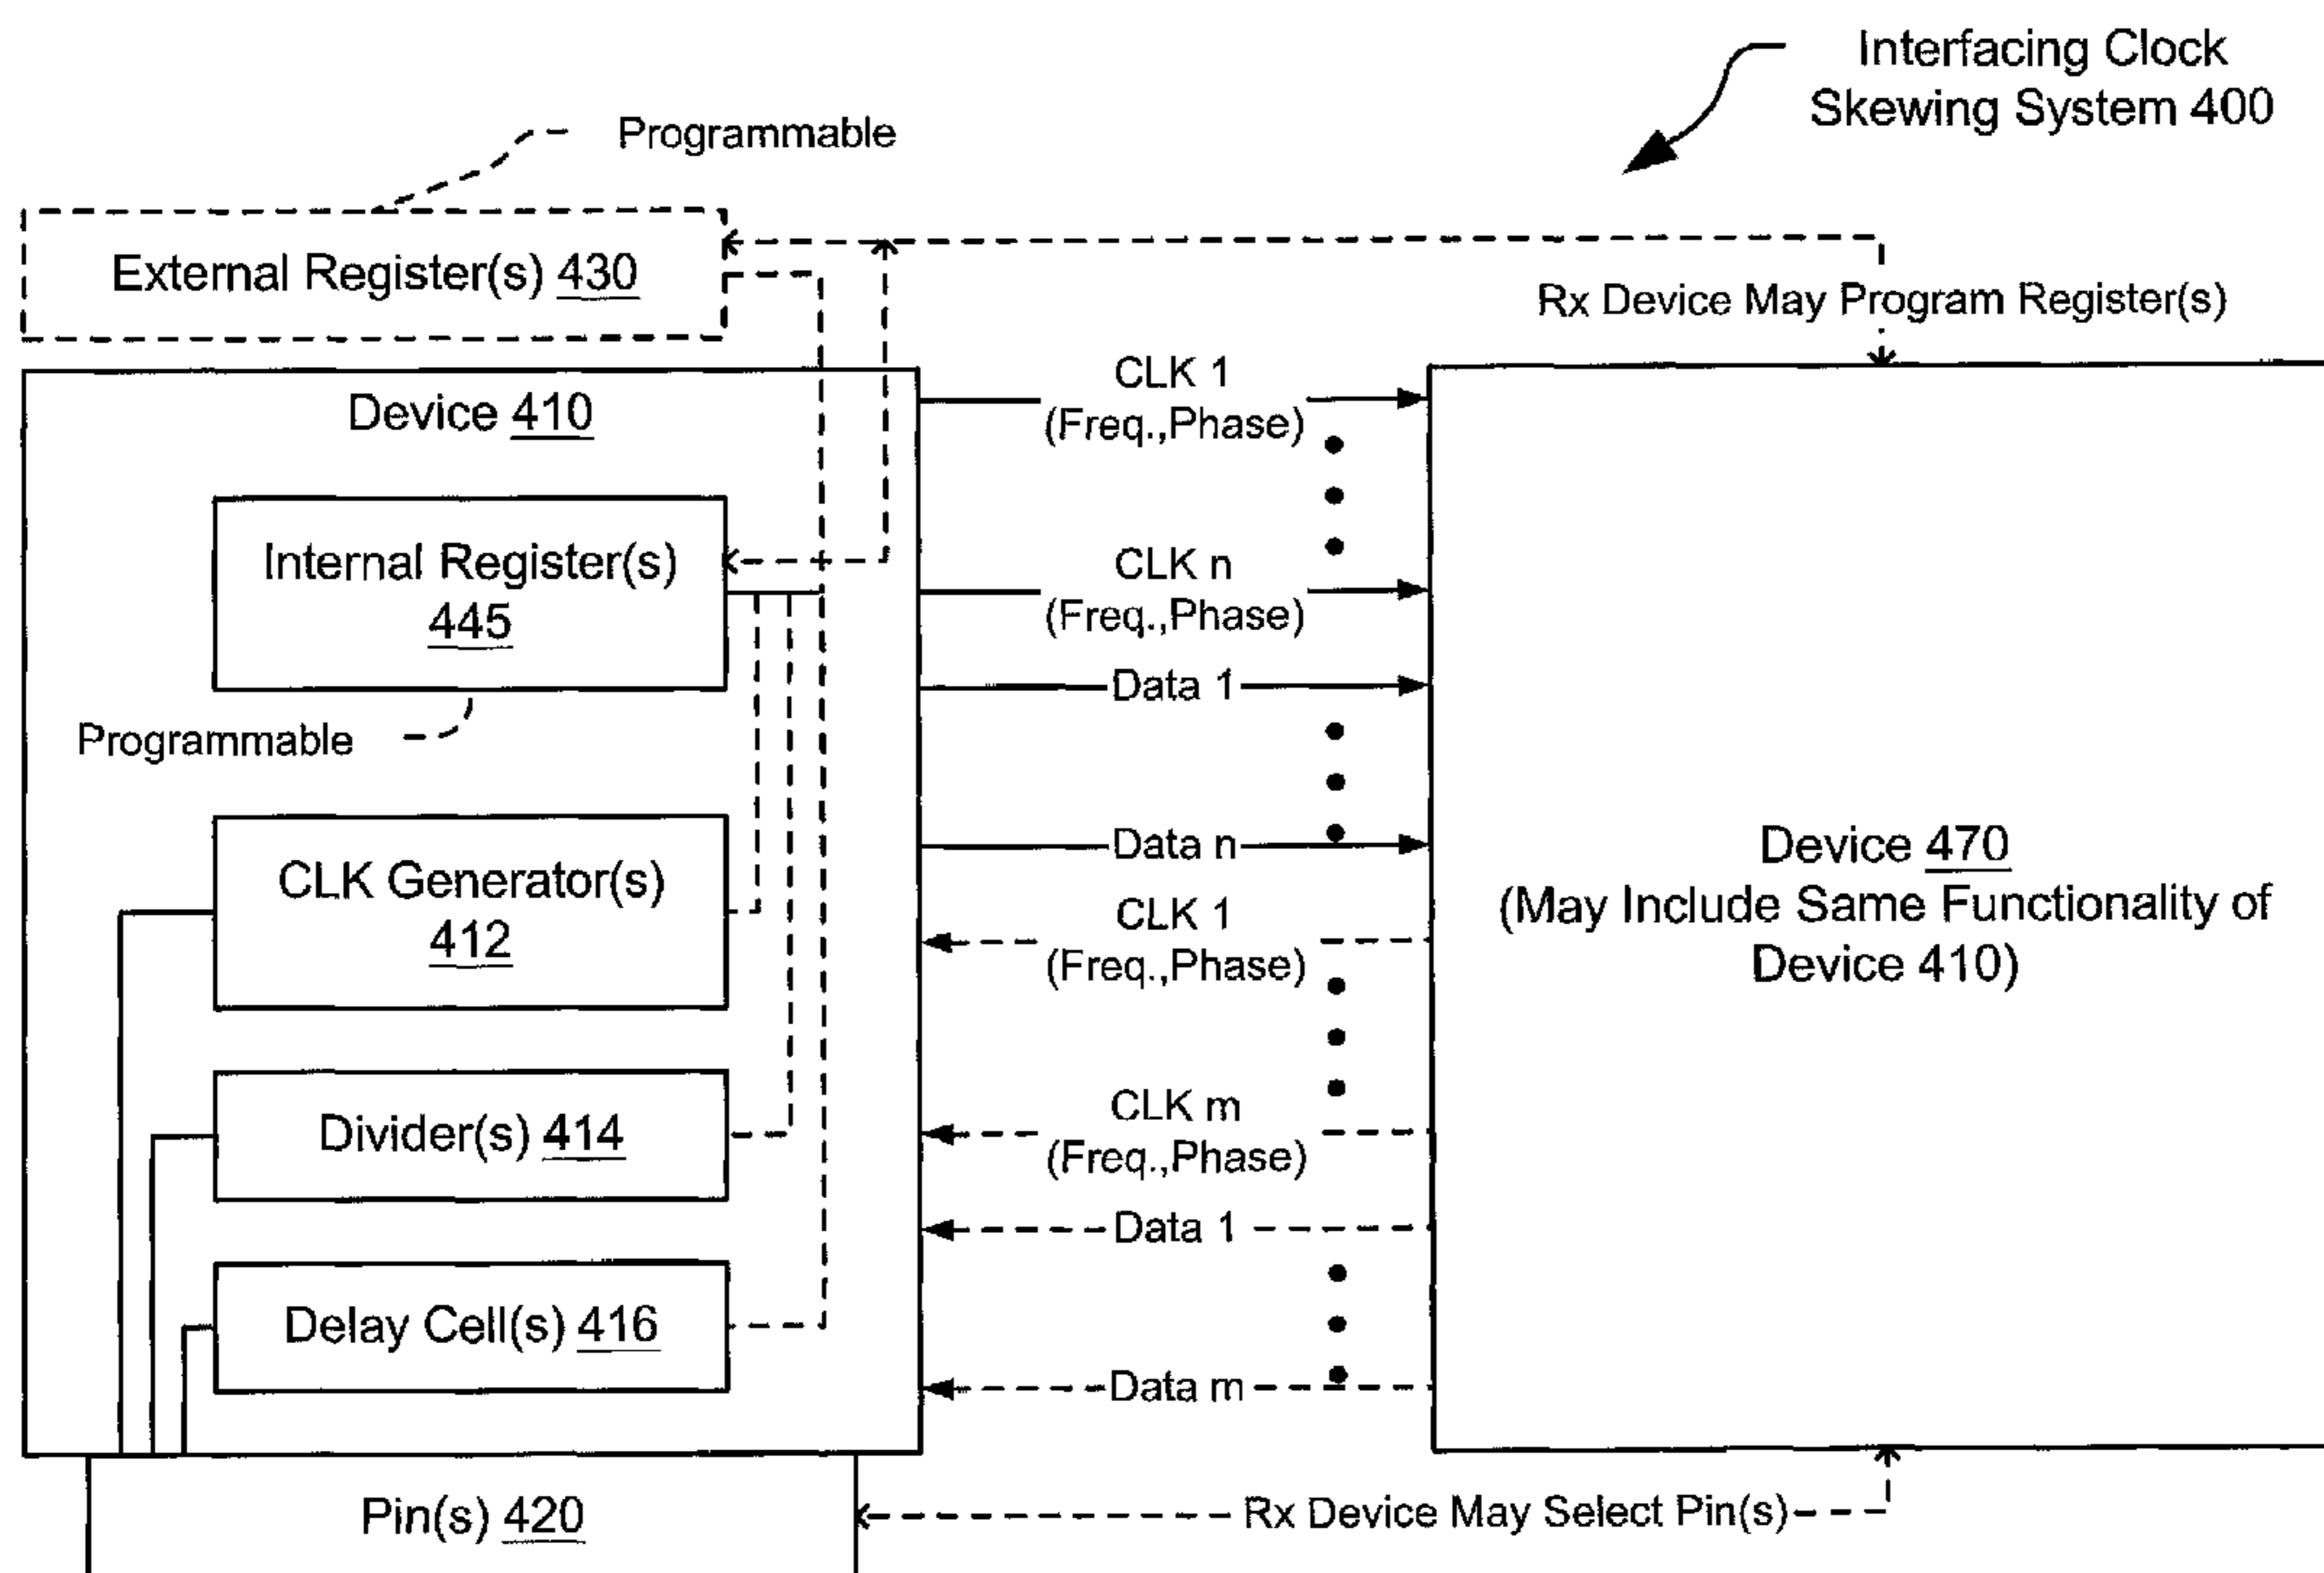 Interfacing Clock
Skewing System 400
Programmable
External Register(s) 430
Rx Device May Program Register(s)
Device 410
CLK 1
(Freq.,Phase)
Internal Register(s)
445
CLK n
(Freq.,Phase)
Data 1
Programmable
Data n
CLK Generator(s)
412
Device 470
(May Include Same Functionality of
Device 410)
CLK 1
(Freq.,Phase)
Divider(s) 414
CLK m
(Freq.,Phase)
Data 1
Delay Cell(s) 416
Data m
Pin(s) 420
Rx Device May Select Pin(s)